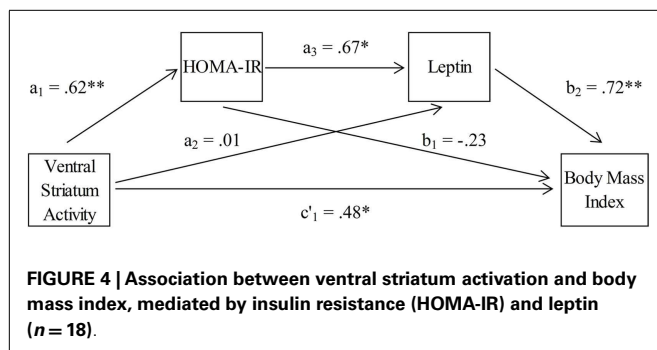 a₃ = .67*
HOMA-IR
Leptin
a₁ = .62**
b₂ = .72**
a₂ = .01
b₁ = -.23
Ventral
Striatum
Activity
Body Mass
Index
c'₁ = .48*
FIGURE 4 | Association between ventral striatum activation and body
mass index, mediated by insulin resistance (HOMA-IR) and leptin
(n = 18).